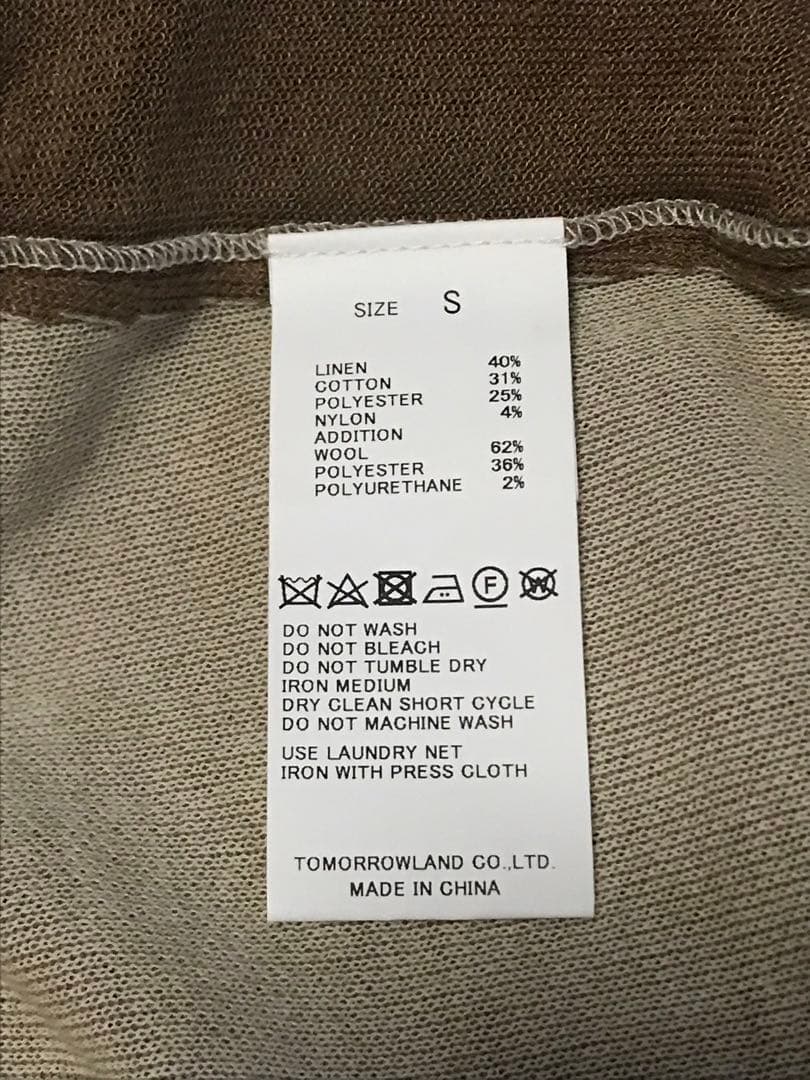 SIZE S
LINEN 40%
COTTON 31%
POLYESTER 25%
NYLON 4%
ADDITION
WOOL 62%
POLYESTER 36%
POLYURETHANE 2%
F W
DO NOT WASH
DO NOT BLEACH
DO NOT TUMBLE DRY
IRON MEDIUM
DRY CLEAN SHORT CYCLE
DO NOT MACHINE WASH
USE LAUNDRY NET
IRON WITH PRESS CLOTH
TOMORROWLAND CO.,LTD.
MADE IN CHINA